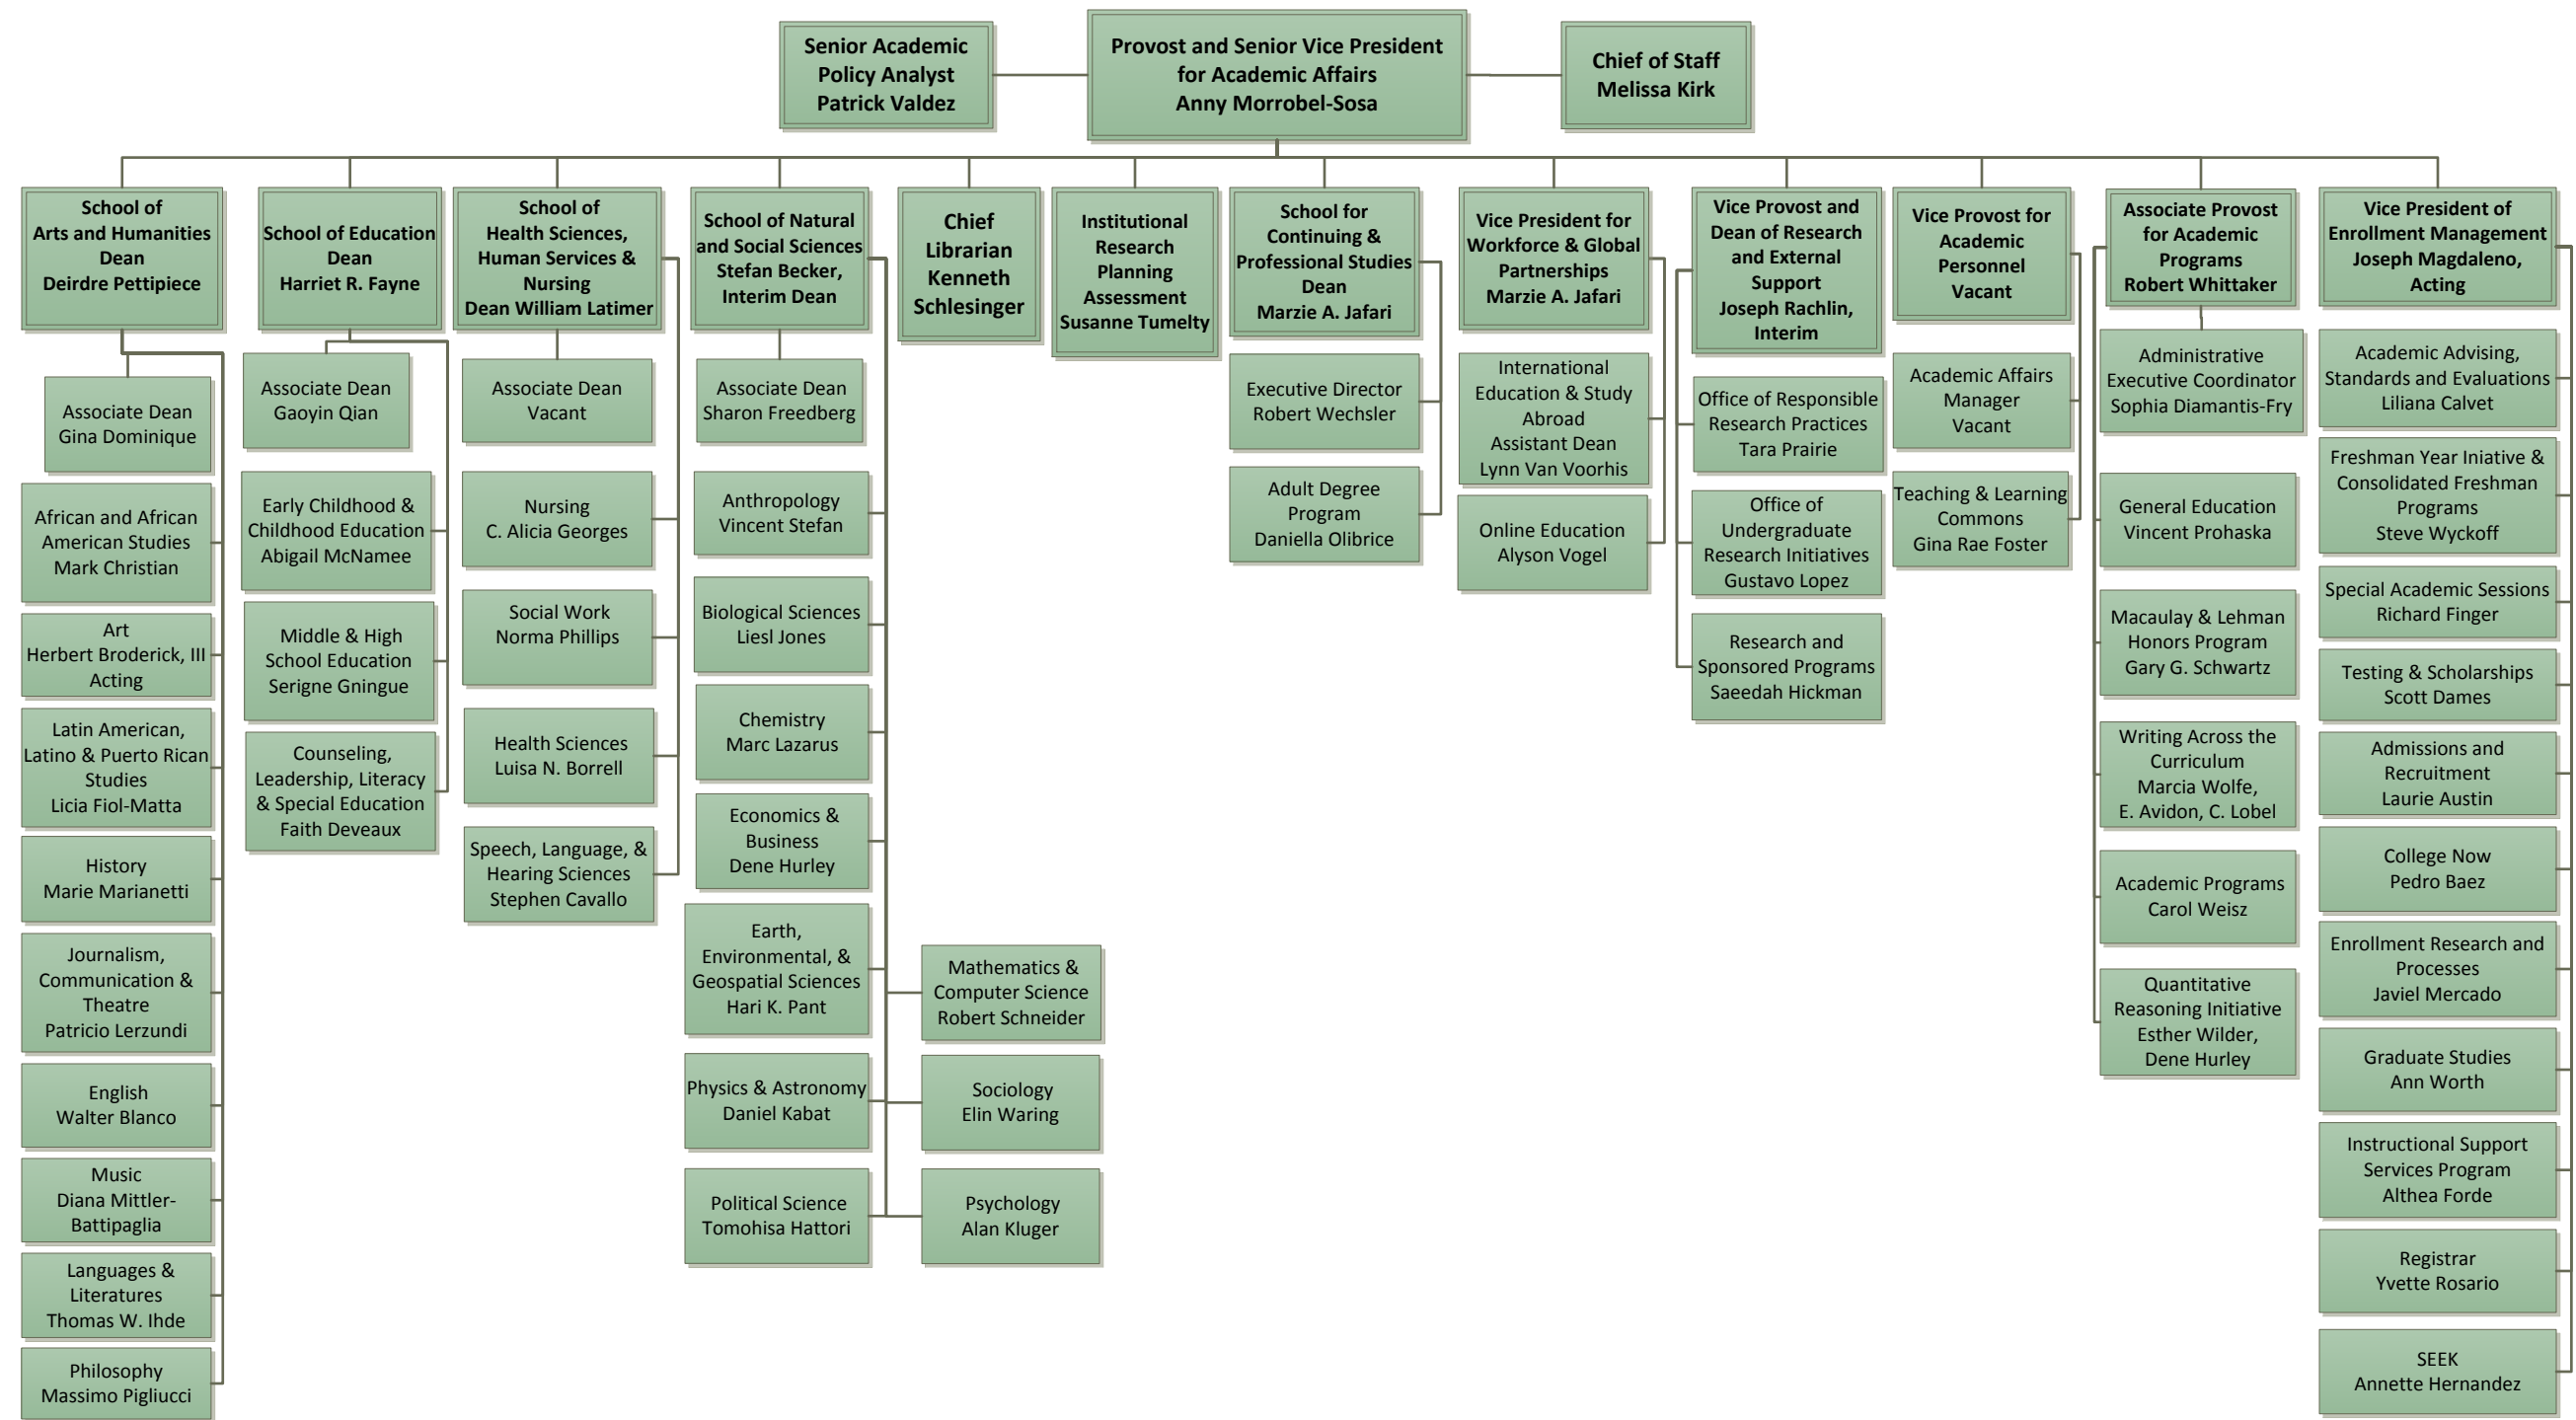 Senior Academic
Policy Analyst
Patrick Valdez
Provost and Senior Vice President
for Academic Affairs
Anny Morrobel-Sosa
Chief of Staff
Melissa Kirk
School of
Arts and Humanities
Dean
Deirdre Pettipiece
Associate Dean
Gina Dominique
African and African
American Studies
Mark Christian
Art
Herbert Broderick, III
Acting
Latin American,
Latino & Puerto Rican
Studies
Licia Fiol-Matta
History
Marie Marianetti
Journalism,
Communication &
Theatre
Patricio Lerzundi
English
Walter Blanco
Music
Diana Mittler-
Battipaglia
Languages &
Literatures
Thomas W. Ihde
Philosophy
Massimo Pigliucci
School of Education
Dean
Harriet R. Fayne
Associate Dean
Gaoyin Qian
Early Childhood &
Childhood Education
Abigail McNamee
Middle & High
School Education
Serigne Gningue
Counseling,
Leadership, Literacy
& Special Education
Faith Deveaux
School of
Health Sciences,
Human Services &
Nursing
Dean William Latimer
Associate Dean
Vacant
Nursing
C. Alicia Georges
Social Work
Norma Phillips
Health Sciences
Luisa N. Borrell
Speech, Language, &
Hearing Sciences
Stephen Cavallo
School of Natural
and Social Sciences
Stefan Becker,
Interim Dean
Associate Dean
Sharon Freedberg
Anthropology
Vincent Stefan
Biological Sciences
Liesl Jones
Chemistry
Marc Lazarus
Economics &
Business
Dene Hurley
Earth,
Environmental, &
Geospatial Sciences
Hari K. Pant
Physics & Astronomy
Daniel Kabat
Political Science
Tomohisa Hattori
Mathematics &
Computer Science
Robert Schneider
Sociology
Elin Waring
Psychology
Alan Kluger
Chief
Librarian
Kenneth
Schlesinger
Institutional
Research
Planning
Assessment
Susanne Tumelty
School for
Continuing &
Professional Studies
Dean
Marzie A. Jafari
Executive Director
Robert Wechsler
Adult Degree
Program
Daniella Olibrice
Vice President for
Workforce & Global
Partnerships
Marzie A. Jafari
International
Education & Study
Abroad
Assistant Dean
Lynn Van Voorhis
Online Education
Alyson Vogel
Vice Provost and
Dean of Research
and External
Support
Joseph Rachlin,
Interim
Office of Responsible
Research Practices
Tara Prairie
Office of
Undergraduate
Research Initiatives
Gustavo Lopez
Research and
Sponsored Programs
Saeedah Hickman
Vice Provost for
Academic
Personnel
Vacant
Academic Affairs
Manager
Vacant
Teaching & Learning
Commons
Gina Rae Foster
Associate Provost
for Academic
Programs
Robert Whittaker
Administrative
Executive Coordinator
Sophia Diamantis-Fry
General Education
Vincent Prohaska
Macaulay & Lehman
Honors Program
Gary G. Schwartz
Writing Across the
Curriculum
Marcia Wolfe,
E. Avidon, C. Lobel
Academic Programs
Carol Weisz
Quantitative
Reasoning Initiative
Esther Wilder,
Dene Hurley
Vice President of
Enrollment Management
Joseph Magdaleno,
Acting
Academic Advising,
Standards and Evaluations
Liliana Calvet
Freshman Year Iniative &
Consolidated Freshman
Programs
Steve Wyckoff
Special Academic Sessions
Richard Finger
Testing & Scholarships
Scott Dames
Admissions and
Recruitment
Laurie Austin
College Now
Pedro Baez
Enrollment Research and
Processes
Javiel Mercado
Graduate Studies
Ann Worth
Instructional Support
Services Program
Althea Forde
Registrar
Yvette Rosario
SEEK
Annette Hernandez